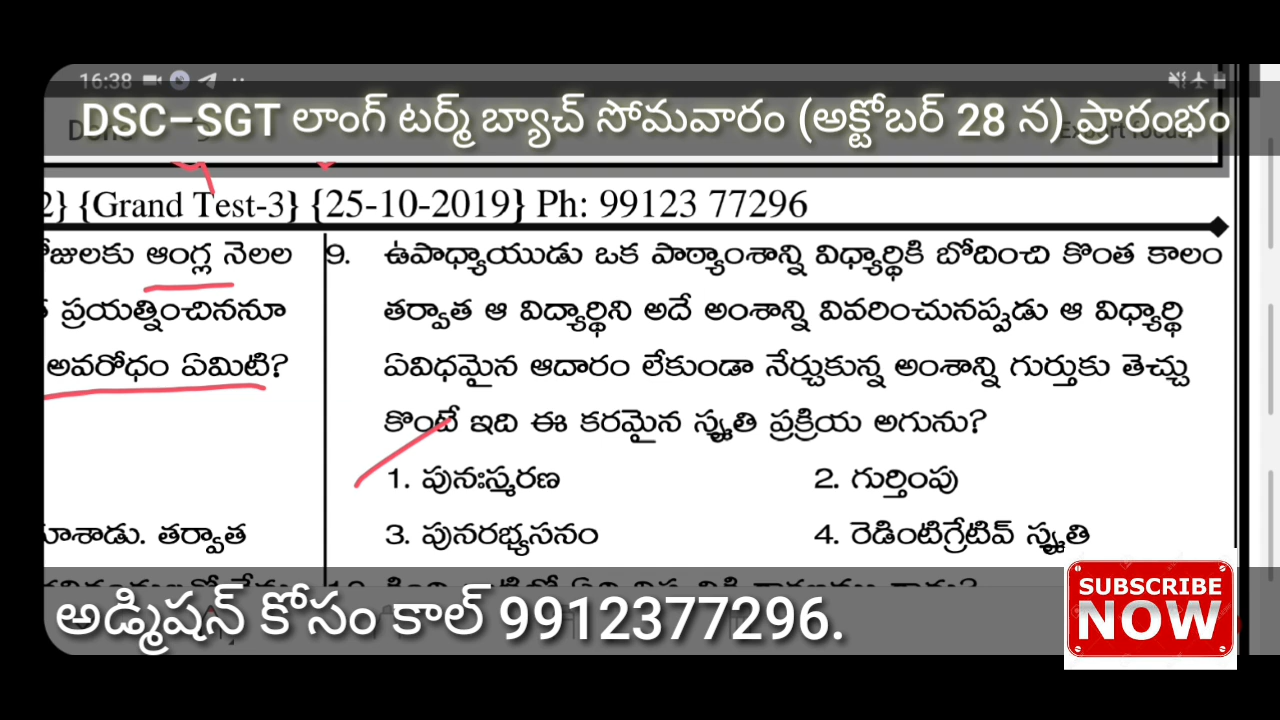 16:38
DSC-SGT లాంగ్ టర్మ్ బ్యాచ్ సోమవారం (అక్టోబర్ 28 న) ప్రారంభం
{Grand Test-3} {25-10-2019} Ph: 99123 77296
ఆంగ్ల నెలల
ప్రయత్నించిననూ
అవరోధం ఏమిటి?
తర్వాత
9. ఉపాధ్యాయుడు ఒక పాఠ్యాంశాన్ని విధ్యార్థికి బోదించి కొంత కాలం
తర్వాత ఆ విద్యార్థిని అదే అంశాన్ని వివరించునప్పడు ఆ విధ్యార్థి
ఏవిధమైన ఆదారం లేకుండా నేర్చుకున్న అంశాన్ని గుర్తుకు తెచ్చు
కొంటే ఇది ఈ కరమైన స్మృతి ప్రక్రియ అగును?
1. పునఃస్మరణ 2. గుర్తింపు
3. పునరభ్యసనం 4. రెడింటిగ్రేటివ్ స్మృతి
అడ్మిషన్ కోసం కాల్ 9912377296.
SUBSCRIBE
NOW